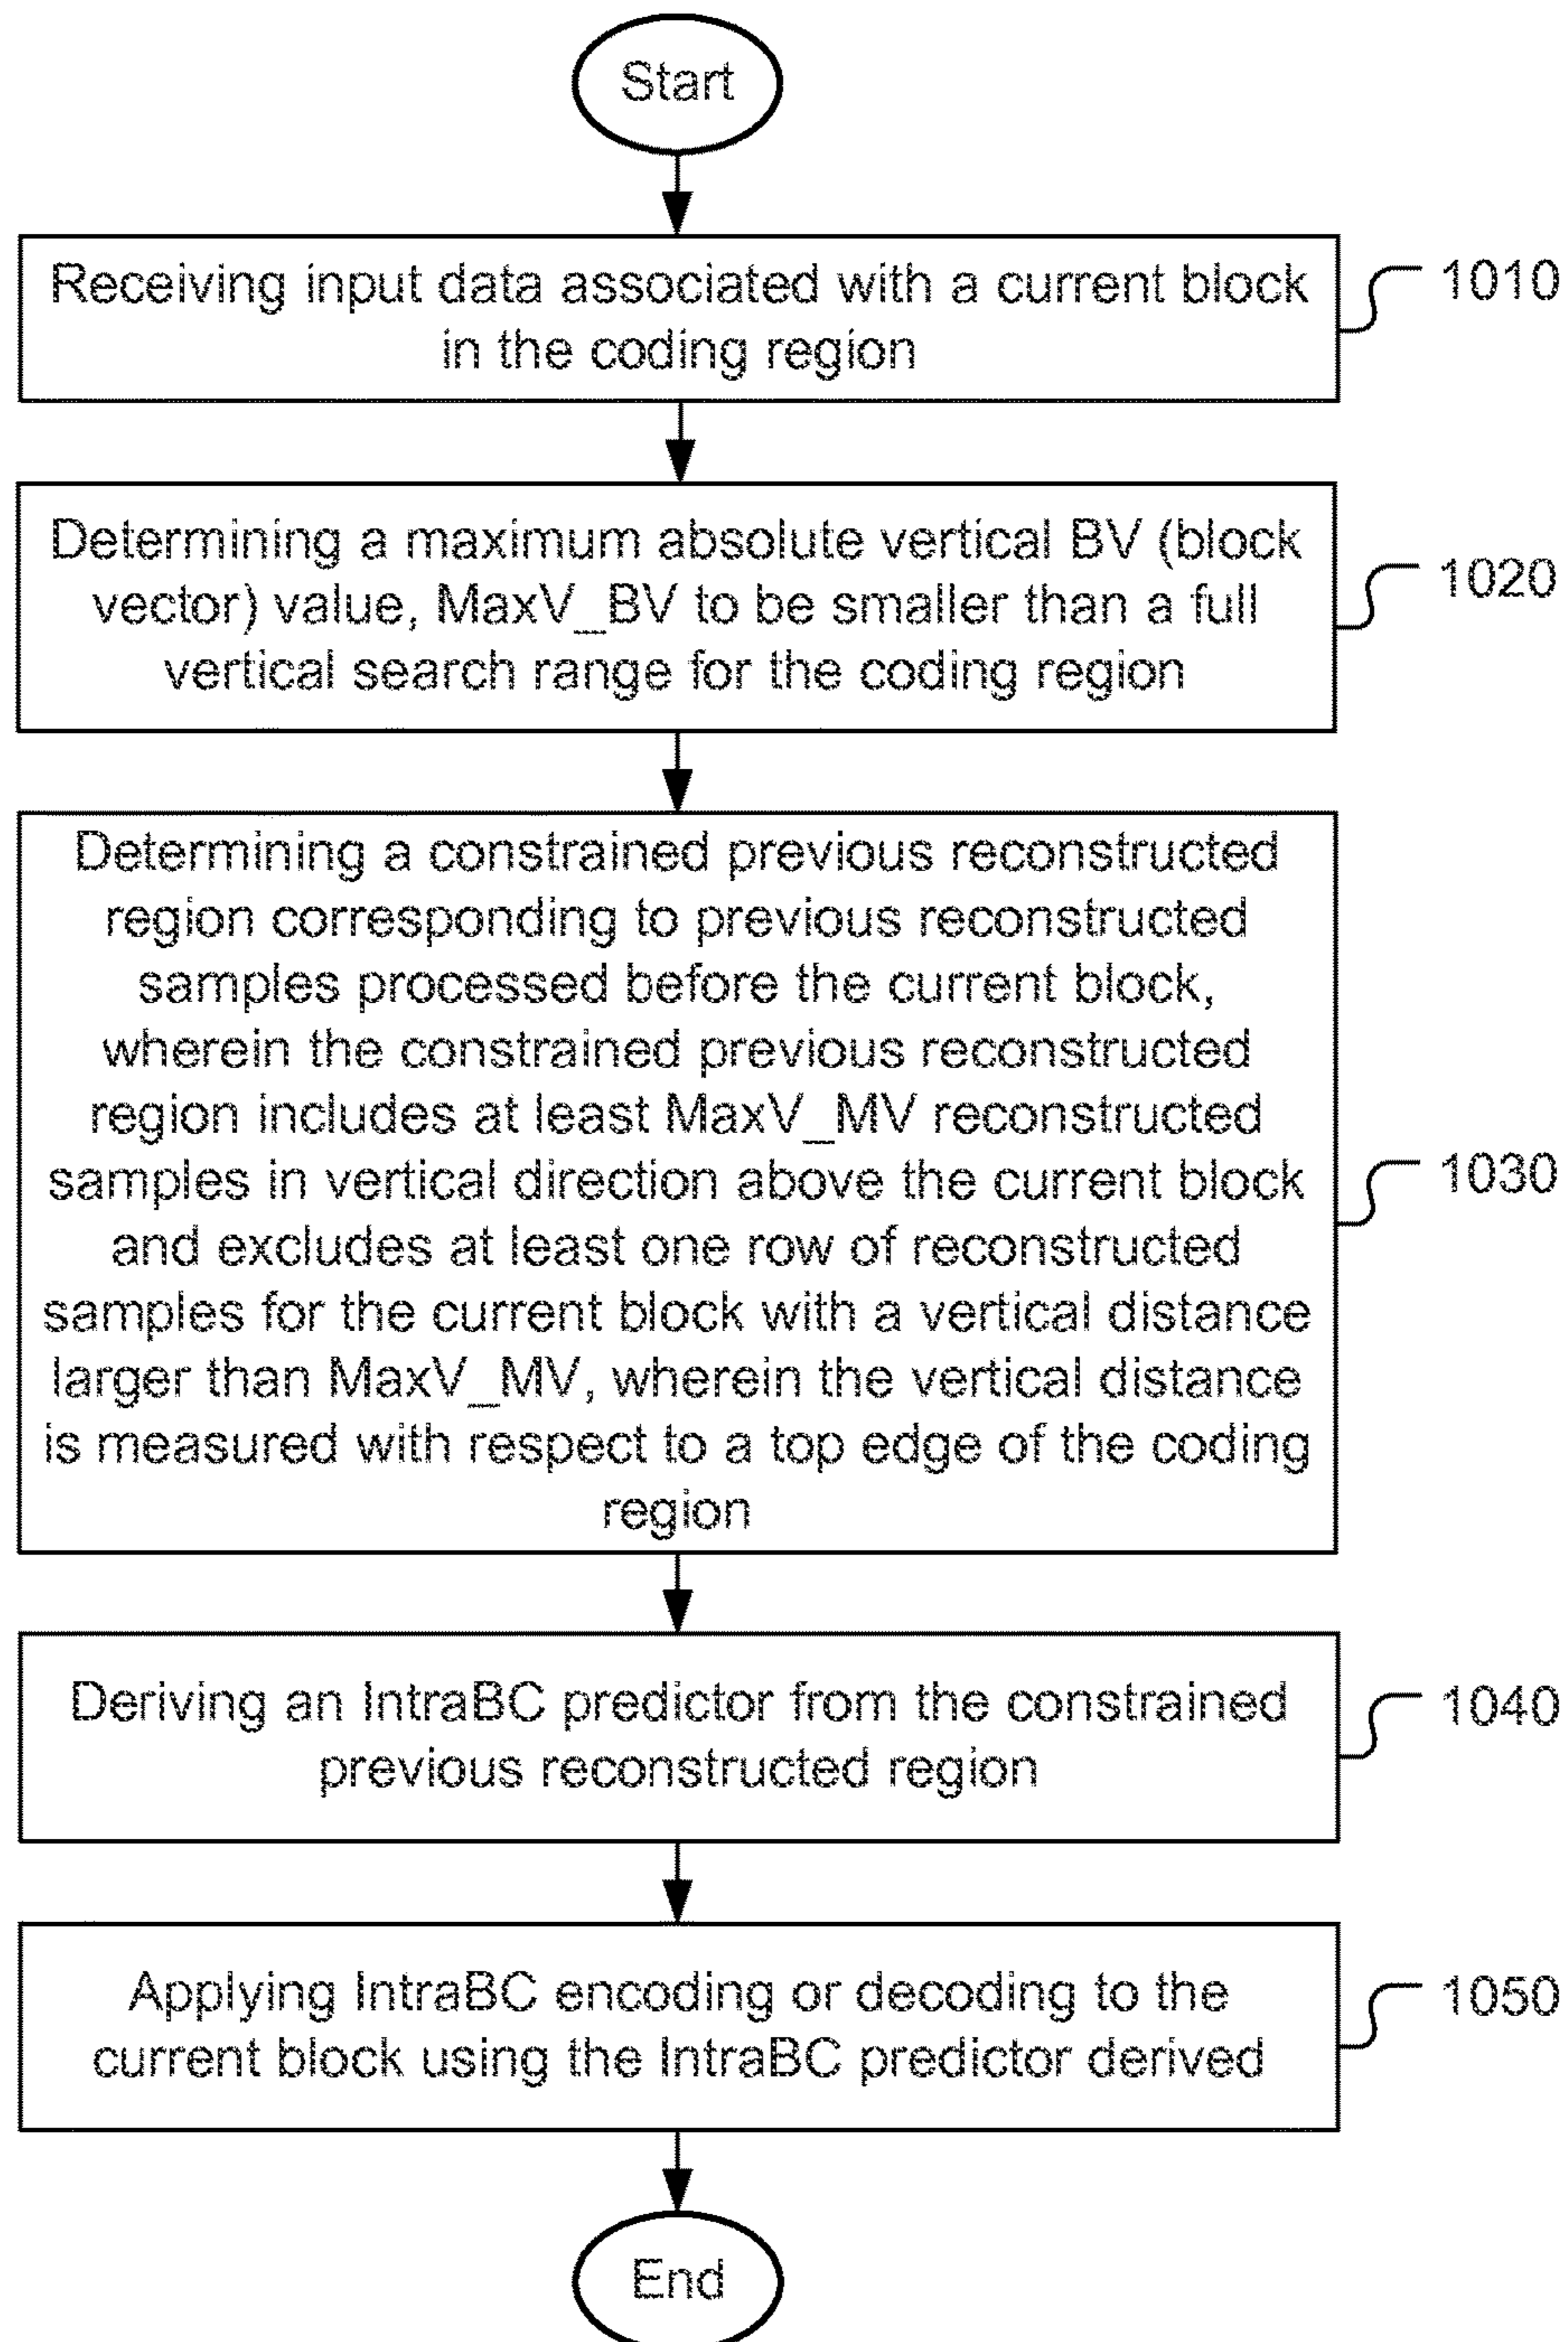 Start
Receiving input data associated with a current block
in the coding region
1010
Determining a maximum absolute vertical BV (block
vector) value, MaxV_BV to be smaller than a full
vertical search range for the coding region
1020
Determining a constrained previous reconstructed
region corresponding to previous reconstructed
samples processed before the current block,
wherein the constrained previous reconstructed
region includes at least MaxV_MV reconstructed
samples in vertical direction above the current block
and excludes at least one row of reconstructed
samples for the current block with a vertical distance
larger than MaxV_MV, wherein the vertical distance
is measured with respect to a top edge of the coding
region
1030
Deriving an IntraBC predictor from the constrained
previous reconstructed region
1040
Applying IntraBC encoding or decoding to the
current block using the IntraBC predictor derived
1050
End